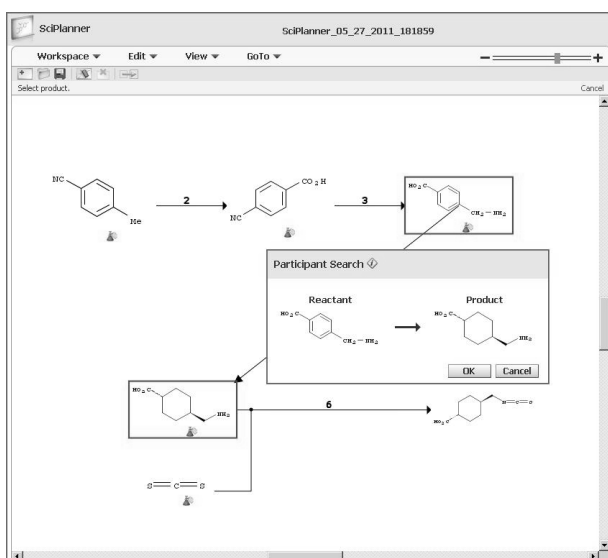 SciPlanner SciPlanner_05_27_2011_181859
Workspace Edit View GoTo
Select product. Cancel
NC
Me
2
CO2H
NC
3
HO2C
CH2—NH2
Participant Search
Reactant Product
HO2C
CH2—NH2
HO2C
NH2
OK Cancel
HO2C
NH2
6
N=C=S
HO2C
S=C=S